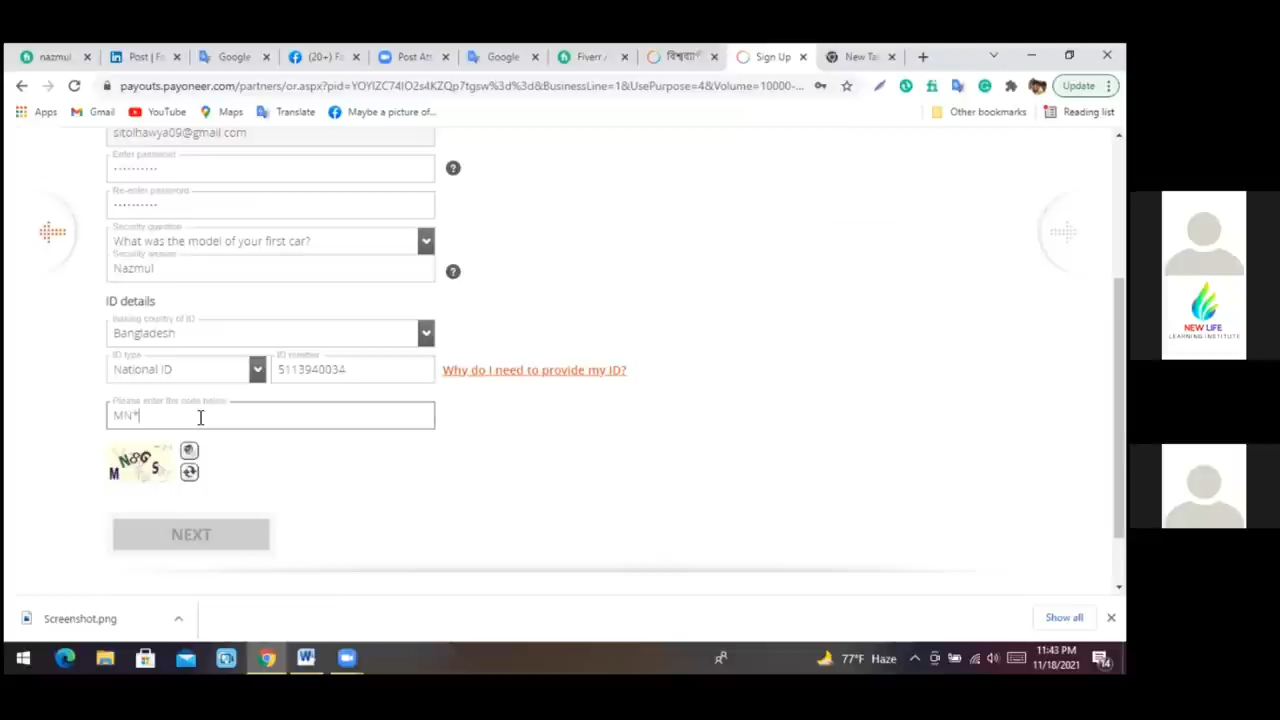 nazmul
Post | Fe
Google
(20+) Fa
Post Att
Google
Fiverr /
বিশ্বব্যাপী
Sign Up
New Tab
payouts.payoneer.com/partners/or.aspx?pid=YOYIZC74IO2s4KZQp7tgsw%3d%3d&BusinessLine=1&UsePurpose=4&Volume=10000-...
Update
Apps
Gmail
YouTube
Maps
Translate
Maybe a picture of...
Other bookmarks
Reading list
sitolhawya09@gmail.com
Enter password
Re-enter password
Security question
What was the model of your first car?
Security answer
Nazmul
ID details
Issuing country of ID
Bangladesh
ID type
National ID
ID number
5113940034
Why do I need to provide my ID?
Please enter the code below
MN*
NEXT
Screenshot.png
Show all
77°F Haze
11:43 PM
11/18/2021
14
NEW LIFE
LEARNING INSTITUTE